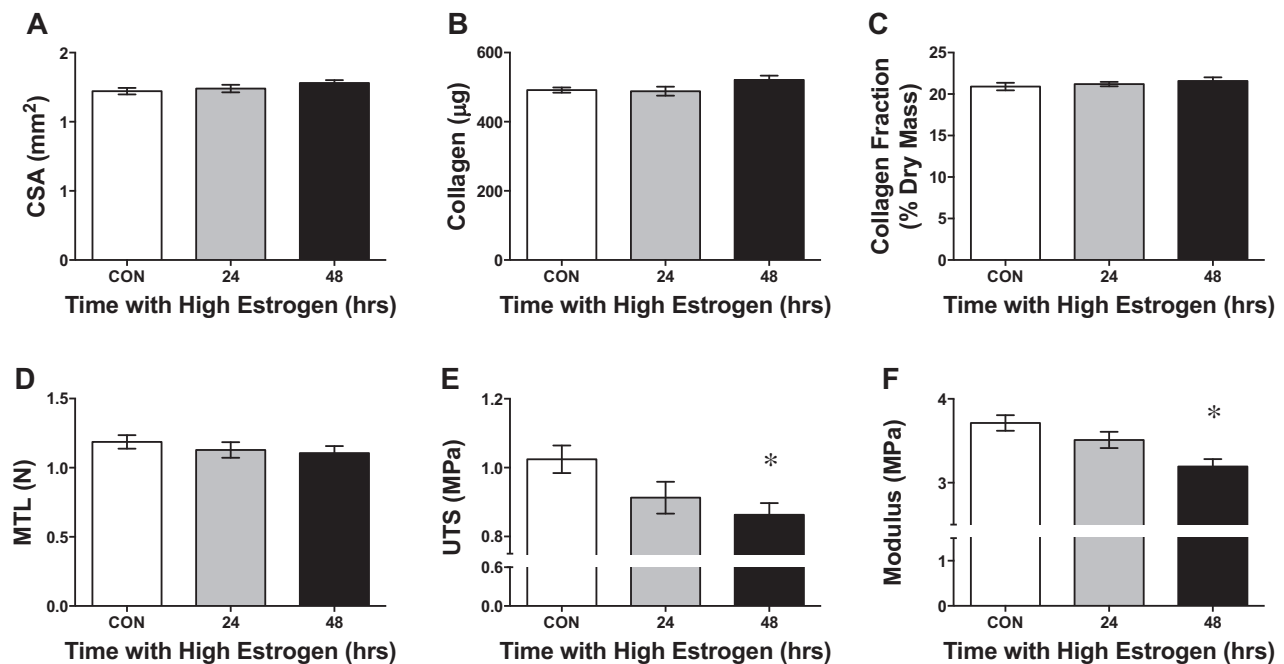 A
CSA (mm²)
2
1
1
0
CON 24 48
Time with High Estrogen (hrs)
B
Collagen (µg)
600
400
200
0
CON 24 48
Time with High Estrogen (hrs)
C
Collagen Fraction
(% Dry Mass)
25
20
15
10
5
0
CON 24 48
Time with High Estrogen (hrs)
D
MTL (N)
1.5
1.0
0.5
0.0
CON 24 48
Time with High Estrogen (hrs)
E
UTS (MPa)
1.2
1.0
0.8
0.6
0.0
*
CON 24 48
Time with High Estrogen (hrs)
F
Modulus (MPa)
4
3
1
0
*
CON 24 48
Time with High Estrogen (hrs)